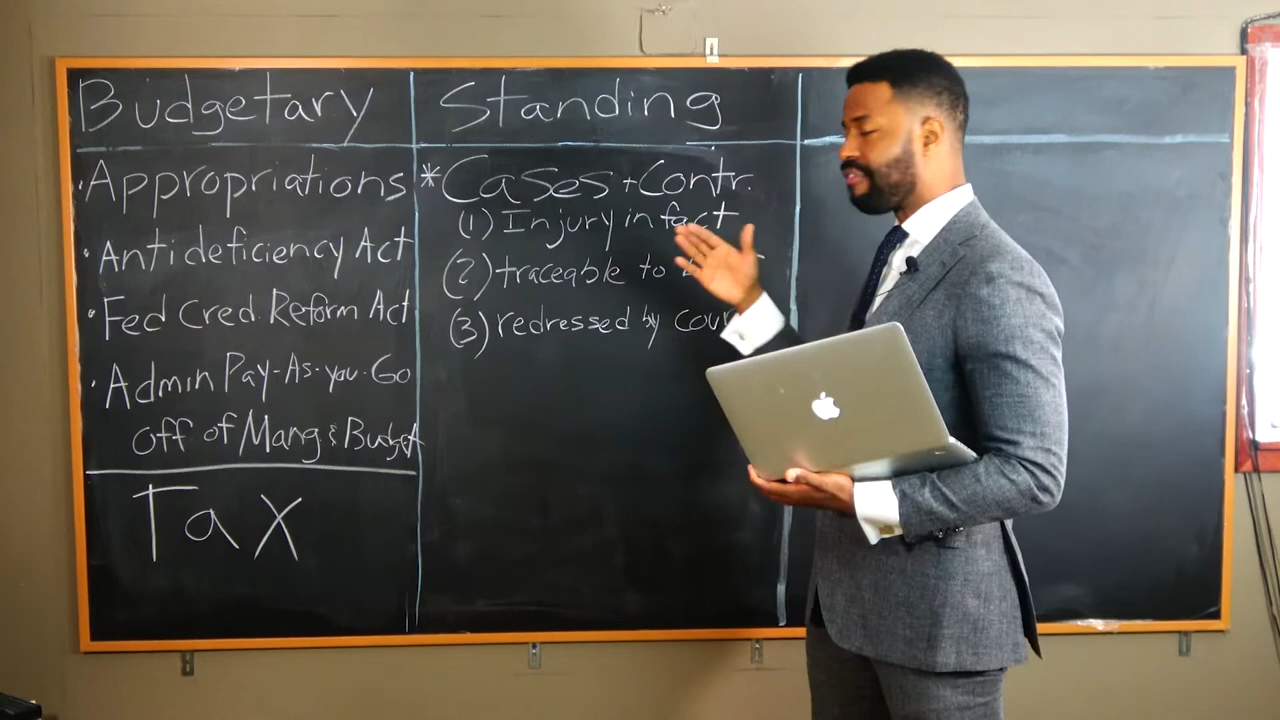 Budgetary
· Appropriations
· Antideficiency Act
· Fed Cred. Reform Act
· Admin Pay-As-you-Go
Off of Mang & Budget
Tax
Standing
* Cases + Contr.
(1) Injury in fact
(2) traceable to
(3) redressed by